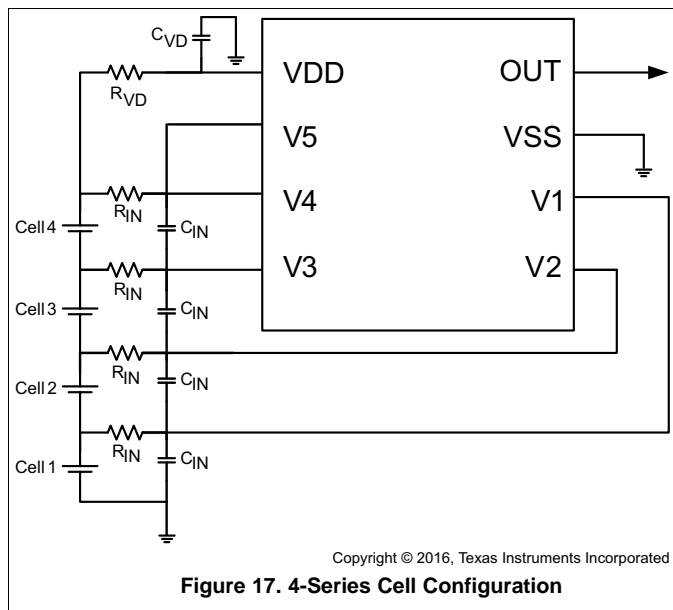 CVD
RVD
VDD
OUT
V5
VSS
RIN
V4
V1
Cell 4
CIN
RIN
V3
V2
Cell 3
CIN
RIN
Cell 2
CIN
RIN
Cell 1
CIN
Copyright © 2016, Texas Instruments Incorporated
Figure 17. 4-Series Cell Configuration